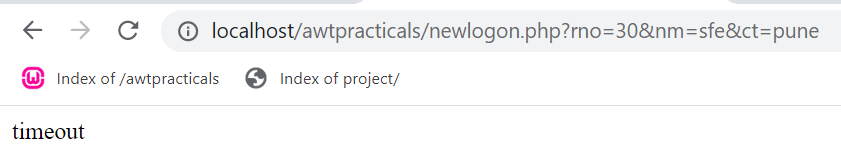 localhost/awtpracticals/newlogon.php?rno=30&nm=sfe&ct=pune
Index of /awtpracticals Index of project/
timeout